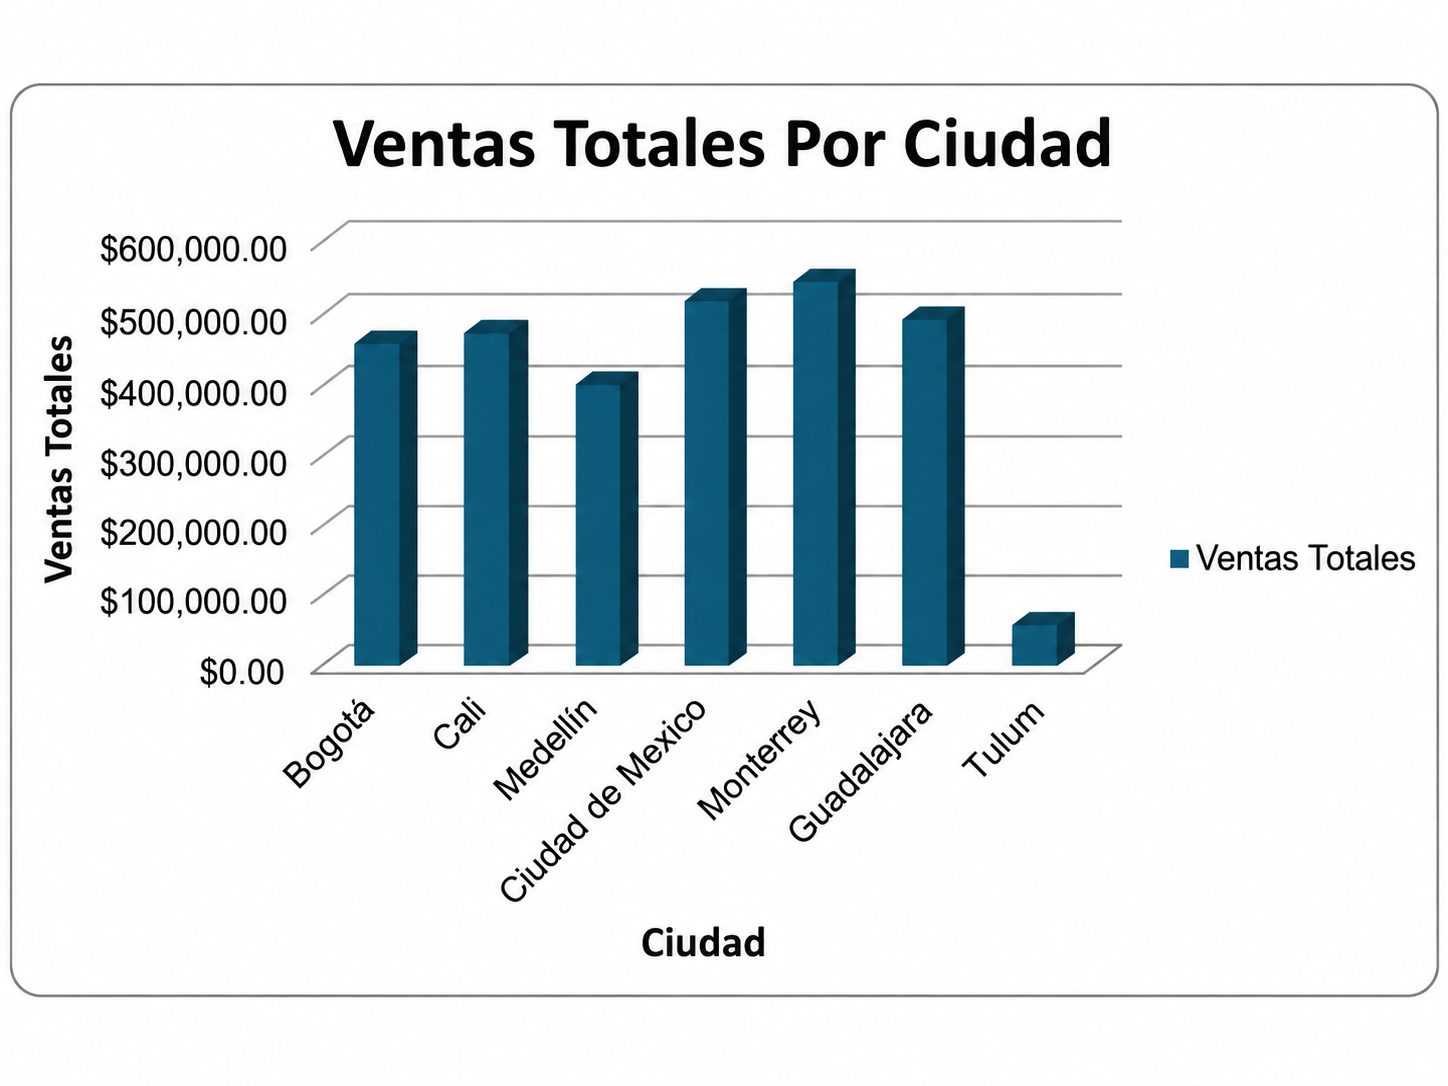 Ventas Totales Por Ciudad
Ventas Totales
$600,000.00
$500,000.00
$400,000.00
$300,000.00
$200,000.00
$100,000.00
$0.00
Bogotá
Cali
Medellín
Ciudad de Mexico
Monterrey
Guadalajara
Tulum
Ciudad
Ventas Totales